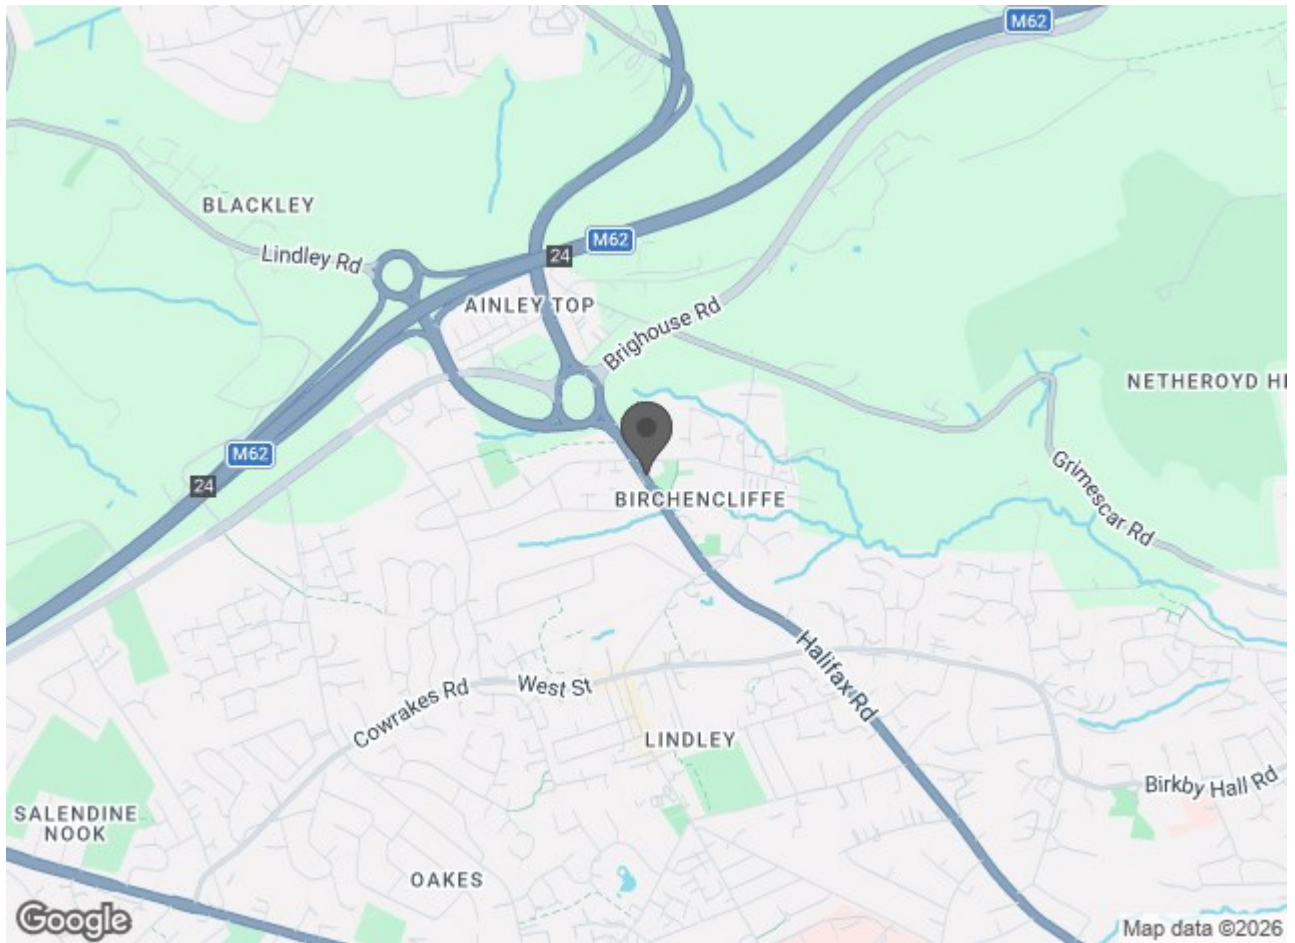 M62
BLACKLEY
Lindley Rd
M62
24
AINLEY TOP
Brighouse Rd
NETHEROYD HI
M62
24
BIRCHENCLIFFE
Grimescar Rd
Halifax Rd
West St
Cowrakes Rd
LINDLEY
Birkby Hall Rd
SALENDINE
NOOK
OAKES
Google
Map data ©2026